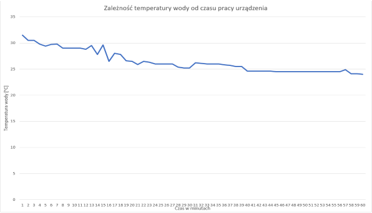 Zależność temperatury wody od czasu pracy urządzenia
35
30
25
20
15
10
5
0
Temperatura wody [°C]
1 2 3 4 5 6 7 8 9 10 11 12 13 14 15 16 17 18 19 20 21 22 23 24 25 26 27 28 29 30 31 32 33 34 35 36 37 38 39 40 41 42 43 44 45 46 47 48 49 50 51 52 53 54 55 56 57 58 59 60
Czas w minutach